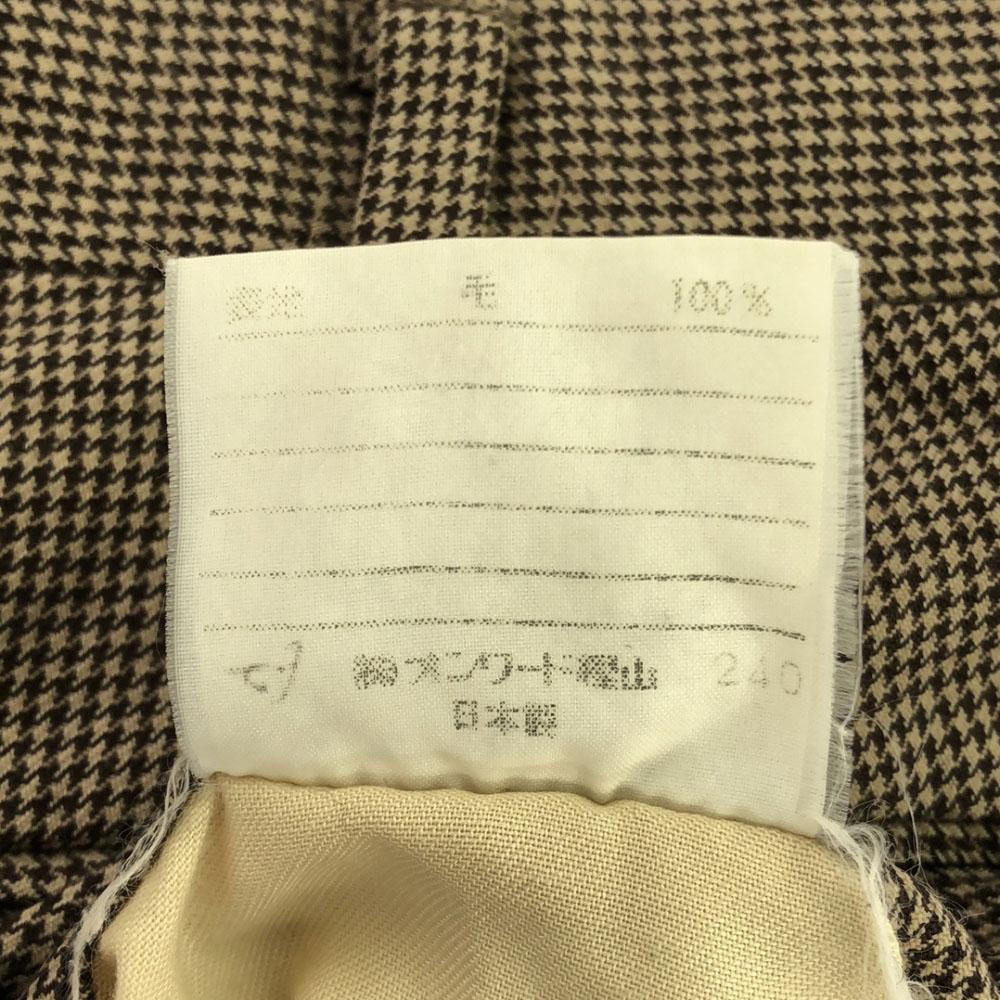 表地 毛 100%
㈱オンワード樫山 240
日本製